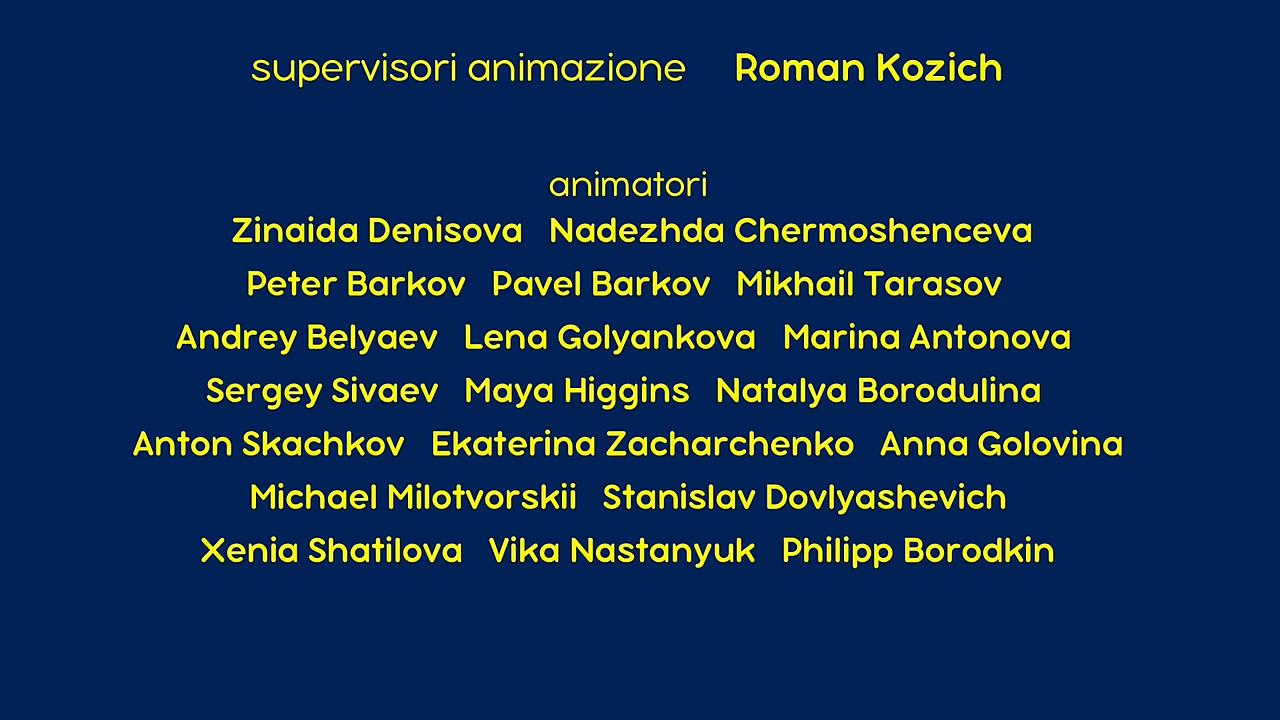 supervisori animazione Roman Kozich
animatori
Zinaida Denisova Nadezhda Chermoshenceva
Peter Barkov Pavel Barkov Mikhail Tarasov
Andrey Belyaev Lena Golyankova Marina Antonova
Sergey Sivaev Maya Higgins Natalya Borodulina
Anton Skachkov Ekaterina Zacharchenko Anna Golovina
Michael Milotvorskii Stanislav Dovlyashevich
Xenia Shatilova Vika Nastanyuk Philipp Borodkin